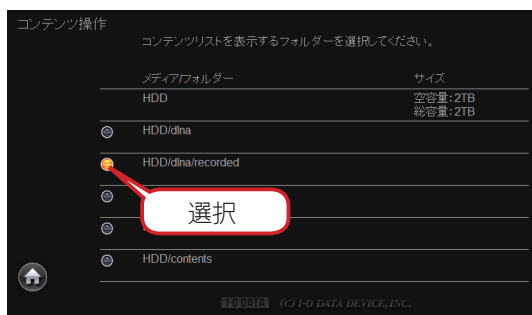 コンテンツ操作
コンテンツリストを表示するフォルダーを選択してください。
メディア/フォルダー サイズ
HDD 空容量:2TB
総容量:2TB
HDD/dlna
HDD/dlna/recorded
選択
HDD/contents
I-O DATA (C) I-O DATA DEVICE, INC.